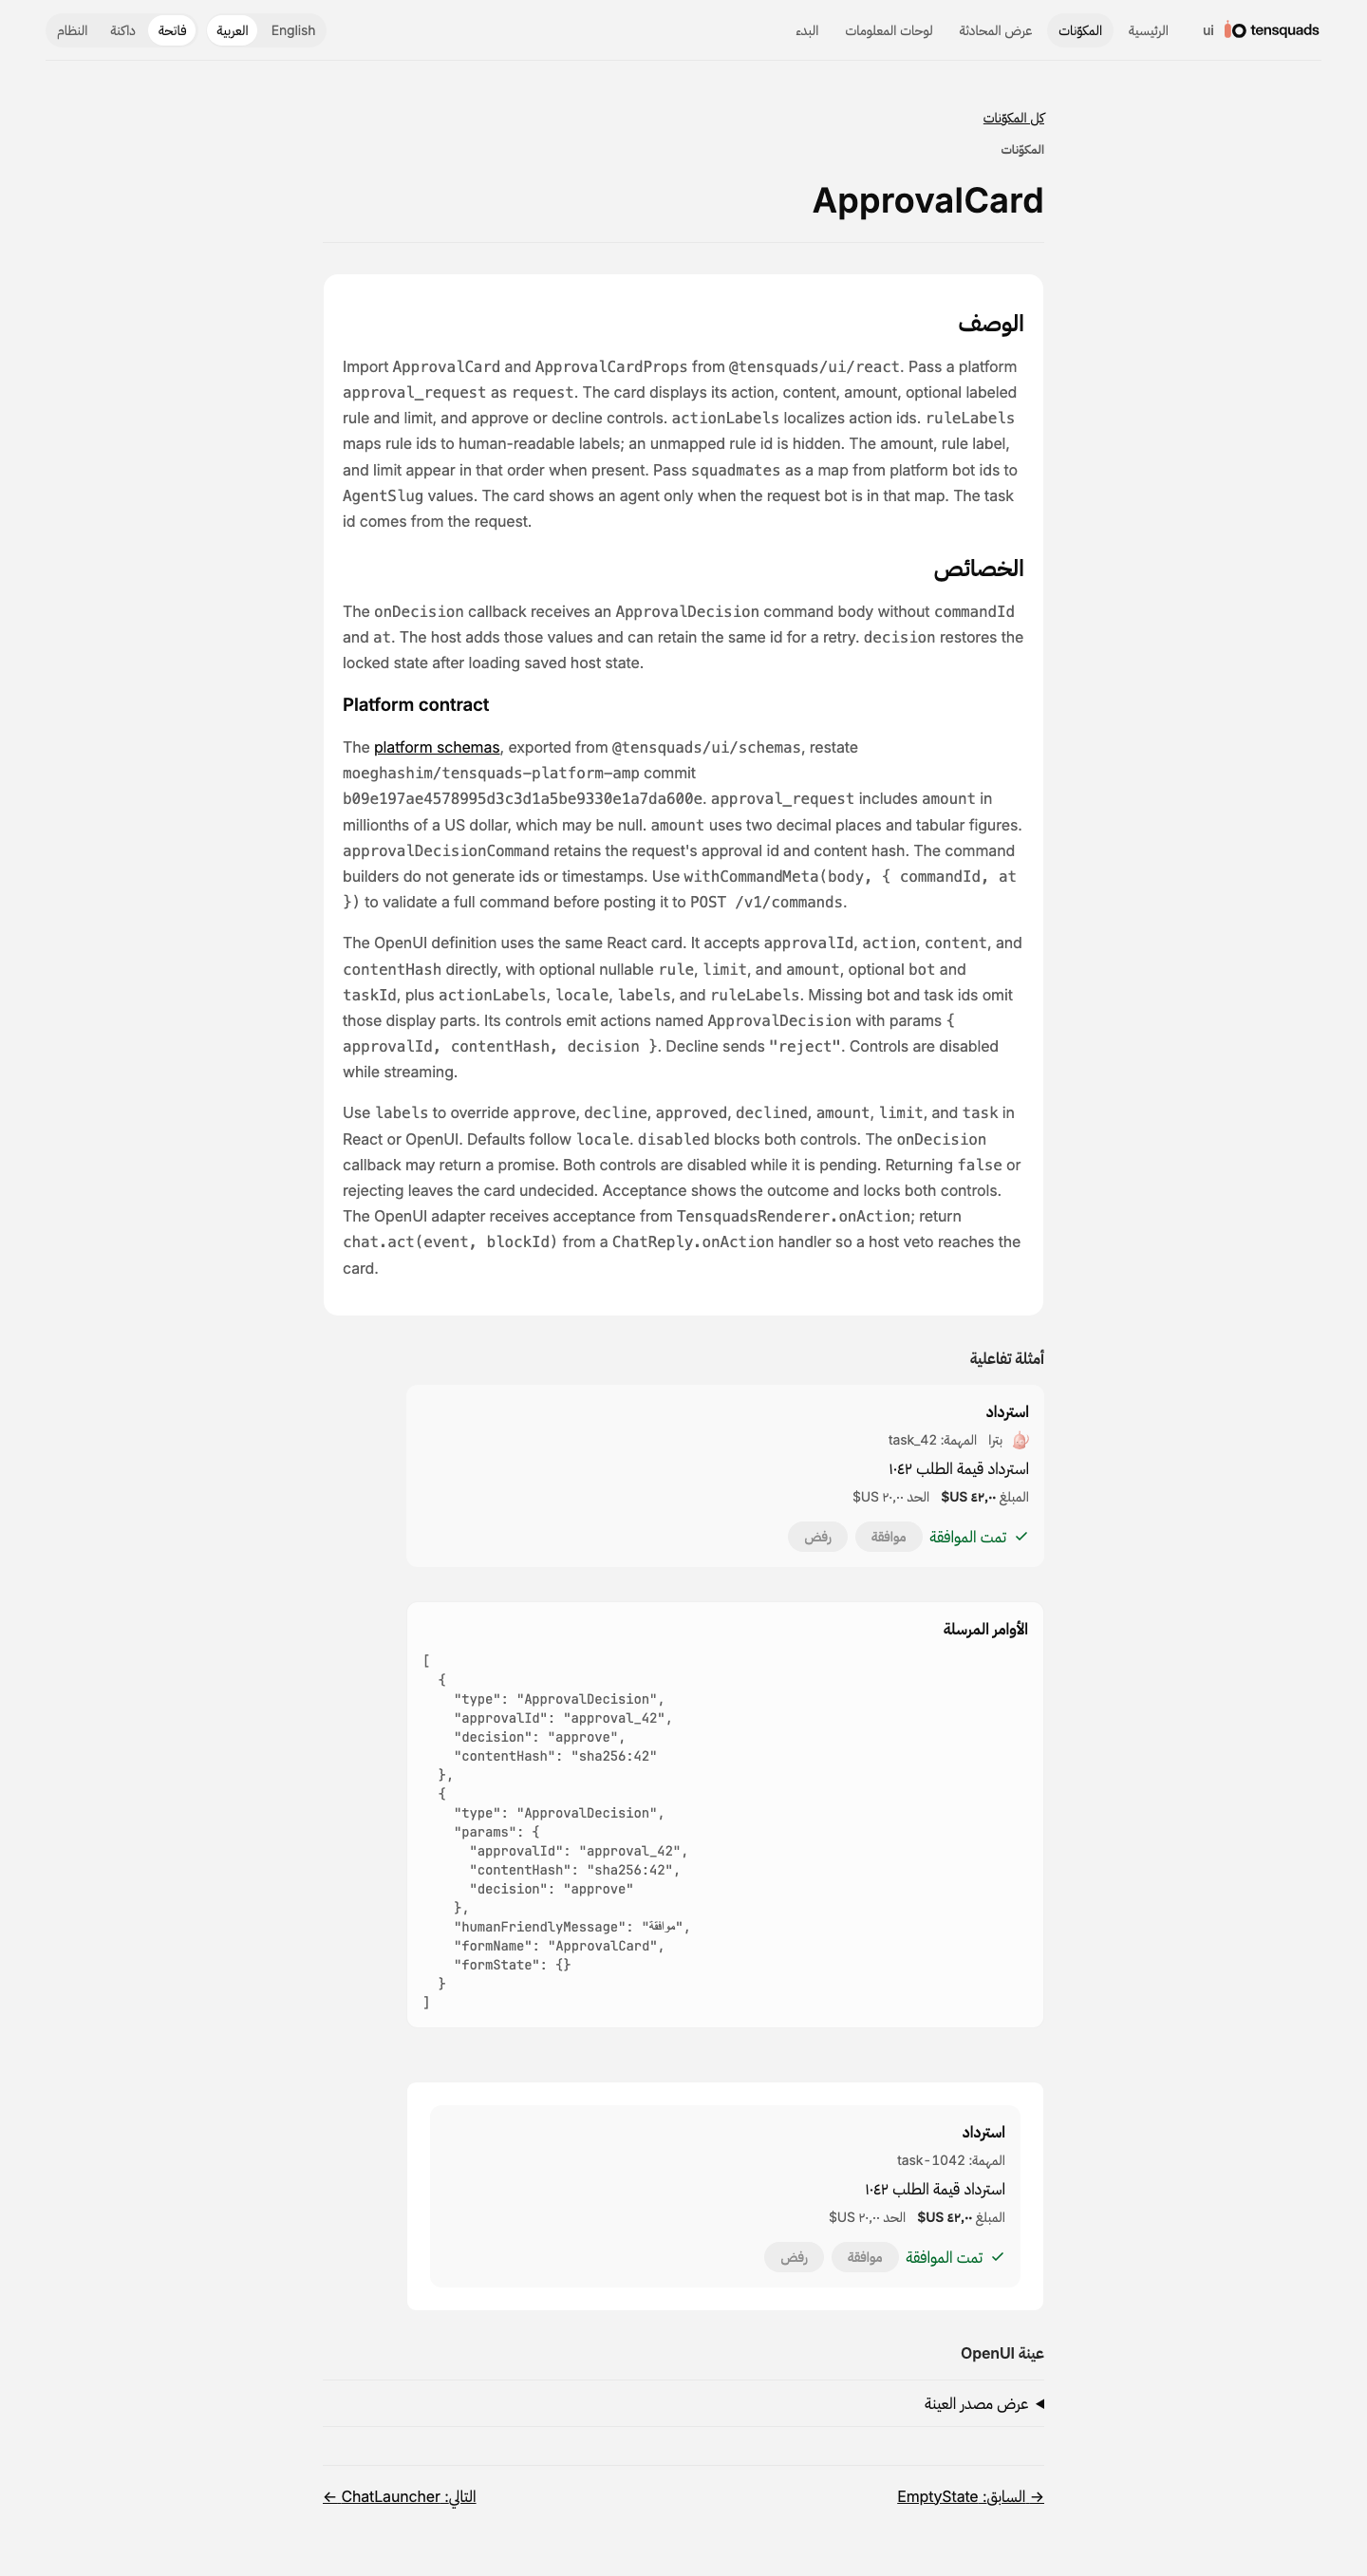 tensquads ui
الرئيسية
المكوّنات
عرض المحادثة
لوحات المعلومات
البدء
English
العربية
فاتحة
داكنة
النظام
كل المكوّنات
المكوّنات
ApprovalCard
الوصف
Import ApprovalCard and ApprovalCardProps from @tensquads/ui/react. Pass a platform
approval_request as request. The card displays its action, content, amount, optional labeled
rule and limit, and approve or decline controls. actionLabels localizes action ids. ruleLabels
maps rule ids to human-readable labels; an unmapped rule id is hidden. The amount, rule label,
and limit appear in that order when present. Pass squadmates as a map from platform bot ids to
AgentSlug values. The card shows an agent only when the request bot is in that map. The task
id comes from the request.
الخصائص
The onDecision callback receives an ApprovalDecision command body without commandId
and at. The host adds those values and can retain the same id for a retry. decision restores the
locked state after loading saved host state.
Platform contract
The platform schemas, exported from @tensquads/ui/schemas, restate
moeghashim/tensquads-platform-amp commit
b09e197ae4578995d3c3d1a5be9330e1a7da600e. approval_request includes amount in
millionths of a US dollar, which may be null. amount uses two decimal places and tabular figures.
approvalDecisionCommand retains the request's approval id and content hash. The command
builders do not generate ids or timestamps. Use withCommandMeta(body, { commandId, at
}) to validate a full command before posting it to POST /v1/commands.
The OpenUI definition uses the same React card. It accepts approvalId, action, content, and
contentHash directly, with optional nullable rule, limit, and amount, optional bot and
taskId, plus actionLabels, locale, labels, and ruleLabels. Missing bot and task ids omit
those display parts. Its controls emit actions named ApprovalDecision with params {
approvalId, contentHash, decision }. Decline sends "reject". Controls are disabled
while streaming.
Use labels to override approve, decline, approved, declined, amount, limit, and task in
React or OpenUI. Defaults follow locale. disabled blocks both controls. The onDecision
callback may return a promise. Both controls are disabled while it is pending. Returning false or
rejecting leaves the card undecided. Acceptance shows the outcome and locks both controls.
The OpenUI adapter receives acceptance from TensquadsRenderer.onAction; return
chat.act(event, blockId) from a ChatReply.onAction handler so a host veto reaches the
card.
أمثلة تفاعلية
استرداد
بترا المهمة: task_42
استرداد قيمة الطلب ١٠٤٢
المبلغ ٤٢,٠٠ US$ الحد ٢٠,٠٠ US$
✓ تمت الموافقة موافقة رفض
الأوامر المرسلة
[
{
"type": "ApprovalDecision",
"approvalId": "approval_42",
"decision": "approve",
"contentHash": "sha256:42"
},
{
"type": "ApprovalDecision",
"params": {
"approvalId": "approval_42",
"contentHash": "sha256:42",
"decision": "approve"
},
"humanFriendlyMessage": "موافقة",
"formName": "ApprovalCard",
"formState": {}
}
]
استرداد
المهمة: task-1042
استرداد قيمة الطلب ١٠٤٢
المبلغ ٤٢,٠٠ US$ الحد ٢٠,٠٠ US$
✓ تمت الموافقة موافقة رفض
عينة OpenUI
عرض مصدر العينة
→ السابق: EmptyState
التالي: ChatLauncher ←